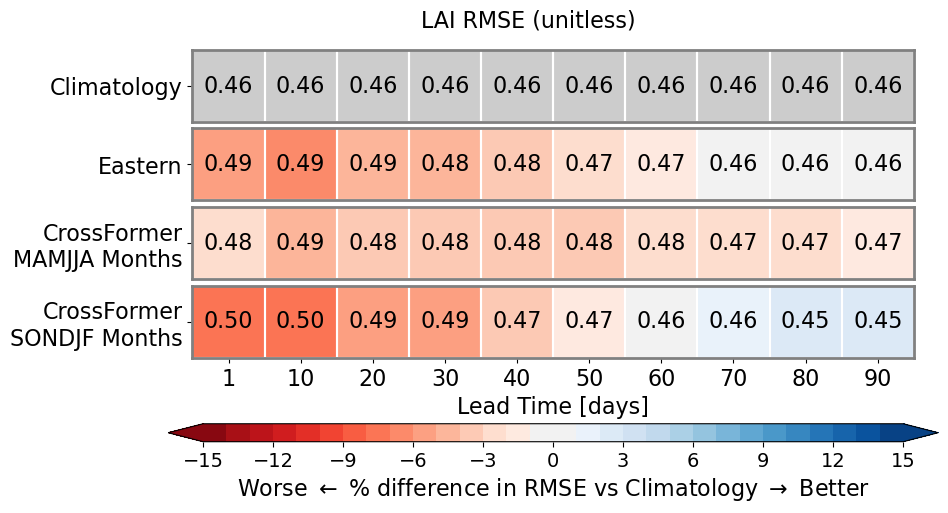 LAI RMSE (unitless)
Climatology 0.46 0.46 0.46 0.46 0.46 0.46 0.46 0.46 0.46 0.46
Eastern 0.49 0.49 0.49 0.48 0.48 0.47 0.47 0.46 0.46 0.46
CrossFormer
MAMJJA Months 0.48 0.49 0.48 0.48 0.48 0.48 0.48 0.47 0.47 0.47
CrossFormer
SONDJF Months 0.50 0.50 0.49 0.49 0.47 0.47 0.46 0.46 0.45 0.45
1 10 20 30 40 50 60 70 80 90
Lead Time [days]
−15 −12 −9 −6 −3 0 3 6 9 12 15
Worse ← % difference in RMSE vs Climatology → Better